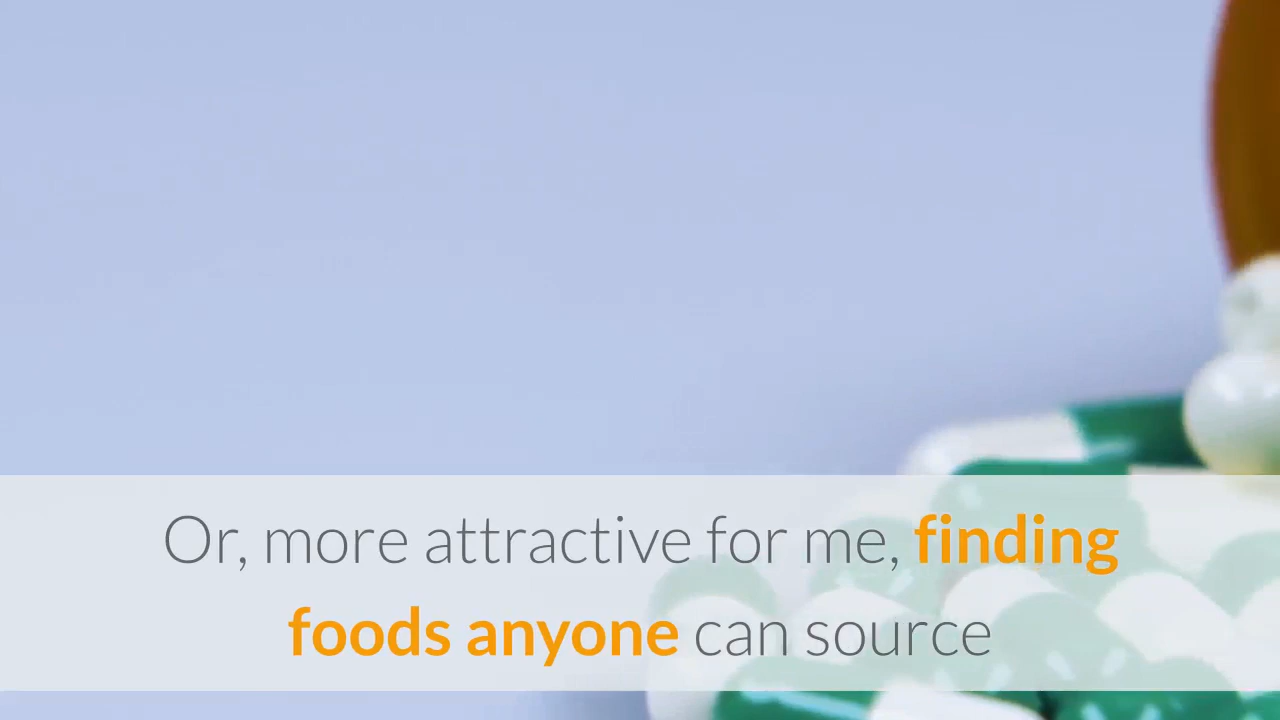 Or, more attractive for me, finding
foods anyone can source